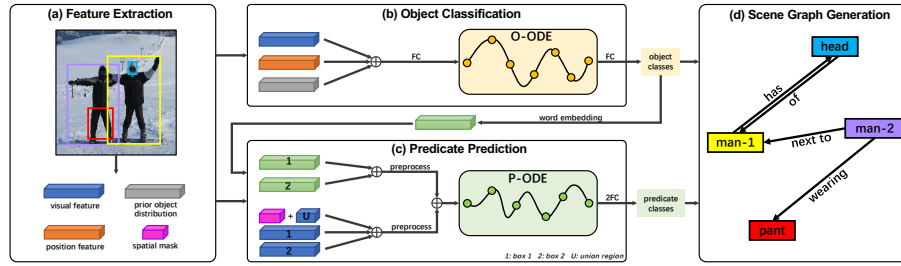 (a) Feature Extraction
visual feature
prior object
distribution
position feature
spatial mask
(b) Object Classification
FC
O-ODE
FC
object
classes
word embedding
(c) Predicate Prediction
1
2
preprocess
+ U
1
2
preprocess
P-ODE
2FC
predicate
classes
1: box 1 2: box 2 U: union region
(d) Scene Graph Generation
head
has
of
man-1
man-2
next to
wearing
pant